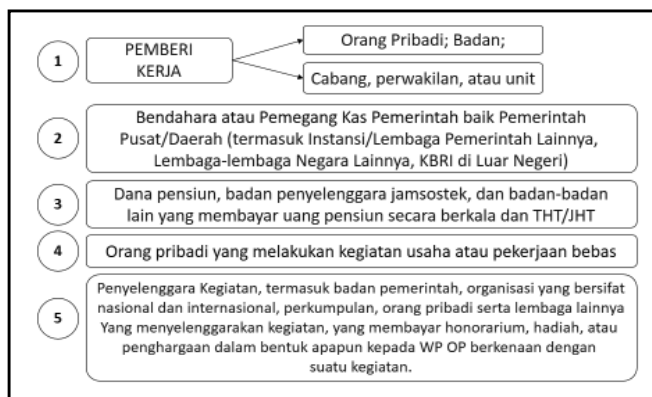 1
PEMBERI
KERJA
Orang Pribadi; Badan;
Cabang, perwakilan, atau unit
2
Bendahara atau Pemegang Kas Pemerintah baik Pemerintah
Pusat/Daerah (termasuk Instansi/Lembaga Pemerintah Lainnya,
Lembaga-lembaga Negara Lainnya, KBRI di Luar Negeri)
3
Dana pensiun, badan penyelenggara jamsostek, dan badan-badan
lain yang membayar uang pensiun secara berkala dan THT/JHT
4
Orang pribadi yang melakukan kegiatan usaha atau pekerjaan bebas
5
Penyelenggara Kegiatan, termasuk badan pemerintah, organisasi yang bersifat
nasional dan internasional, perkumpulan, orang pribadi serta lembaga lainnya
Yang menyelenggarakan kegiatan, yang membayar honorarium, hadiah, atau
penghargaan dalam bentuk apapun kepada WP OP berkenaan dengan
suatu kegiatan.